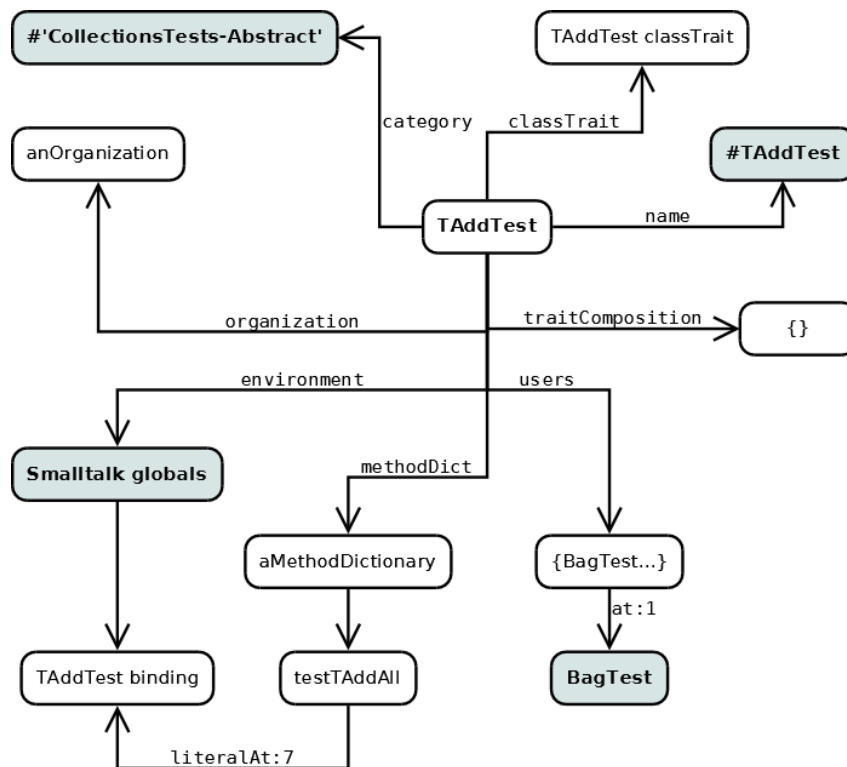 #'CollectionsTests-Abstract'
TAddTest classTrait
category
classTrait
anOrganization
#TAddTest
TAddTest
name
organization
traitComposition
{}
environment
users
Smalltalk globals
methodDict
aMethodDictionary
{BagTest...}
at:1
TAddTest binding
testTAddAll
BagTest
literalAt:7